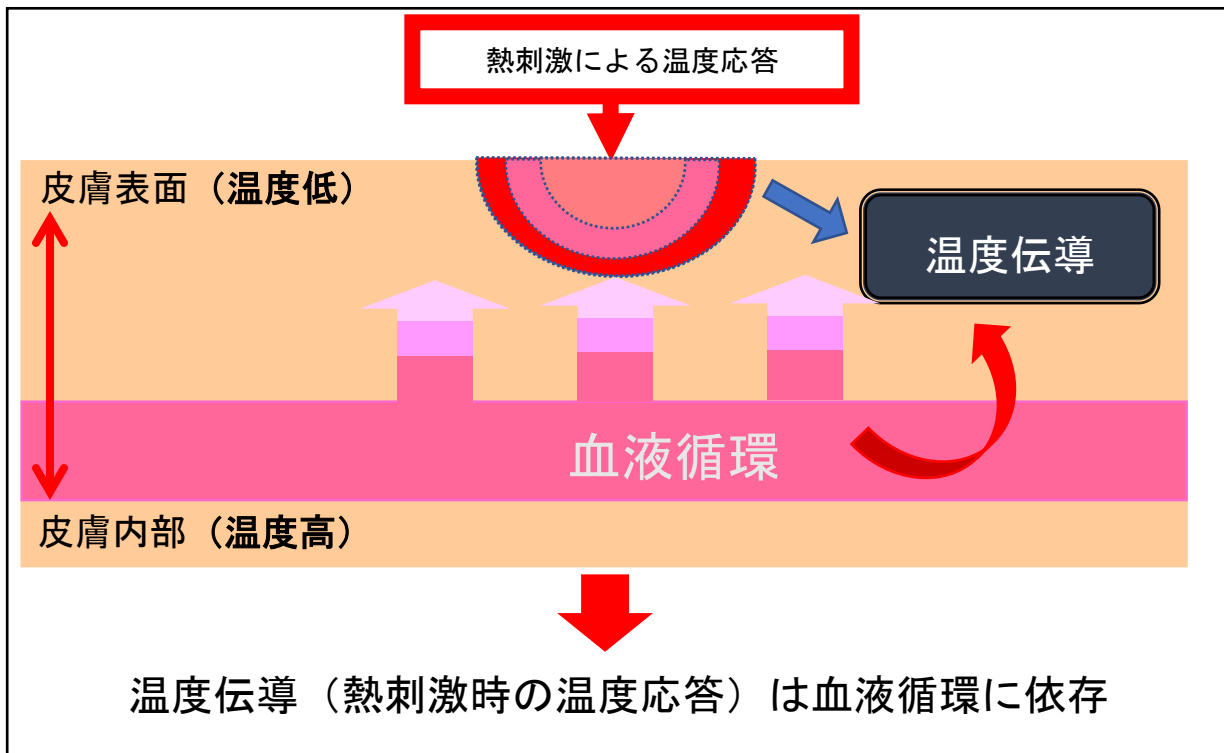 熱刺激による温度応答
皮膚表面（温度低）
温度伝導
血液循環
皮膚内部（温度高）
温度伝導（熱刺激時の温度応答）は血液循環に依存